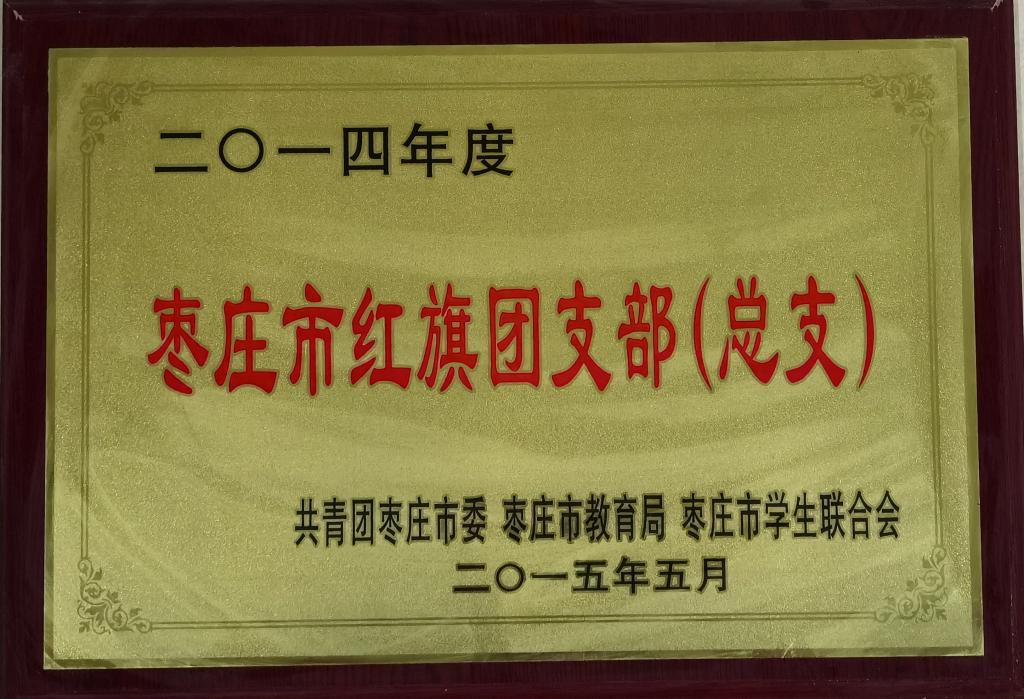 二〇一四年度
枣庄市红旗团支部(总支)
共青团枣庄市委 枣庄市教育局 枣庄市学生联合会
二〇一五年五月